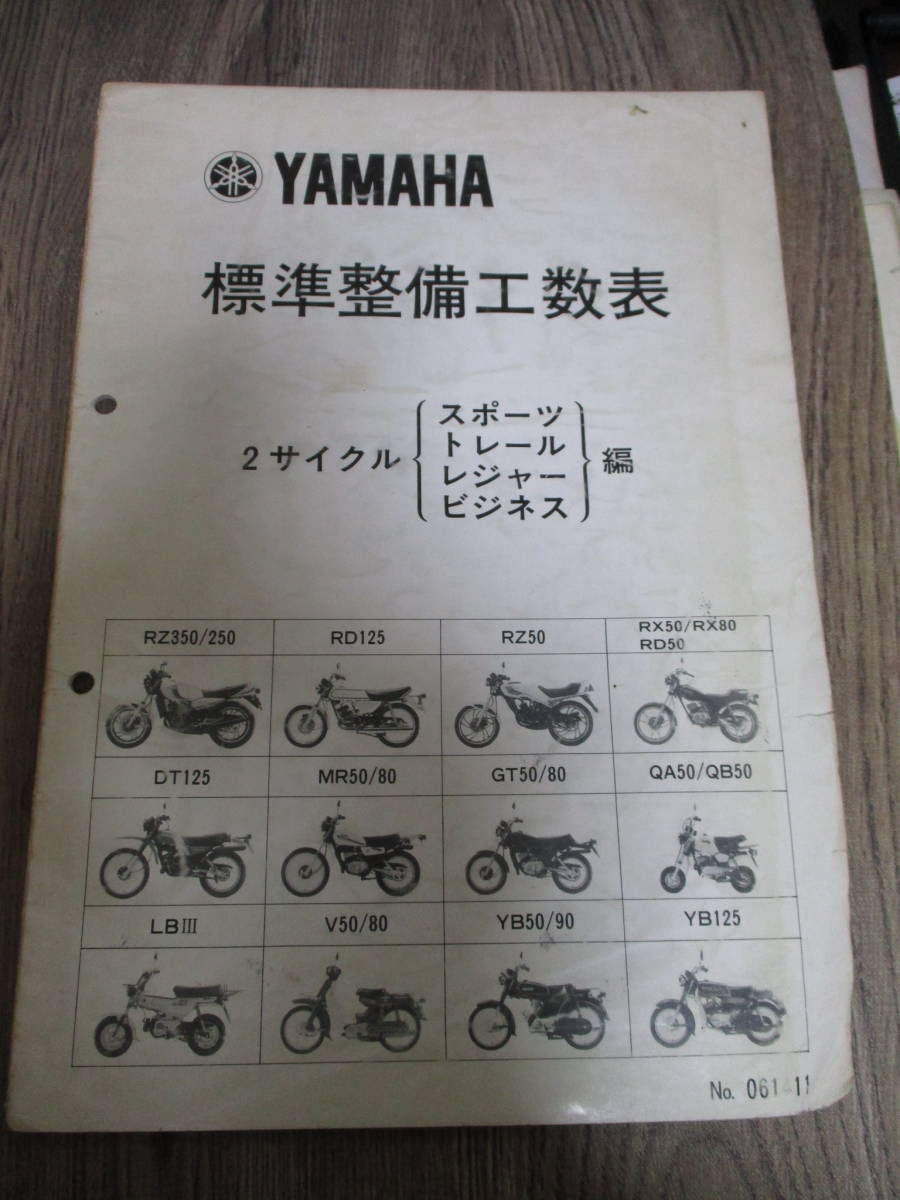 YAMAHA
標準整備工数表
2サイクル
スポーツ
トレール
レジャー
ビジネス
編
RZ350/250
RD125
RZ50
RX50/RX80
RD50
DT125
MR50/80
GT50/80
QA50/QB50
LBⅢ
V50/80
YB50/90
YB125
No. 061411